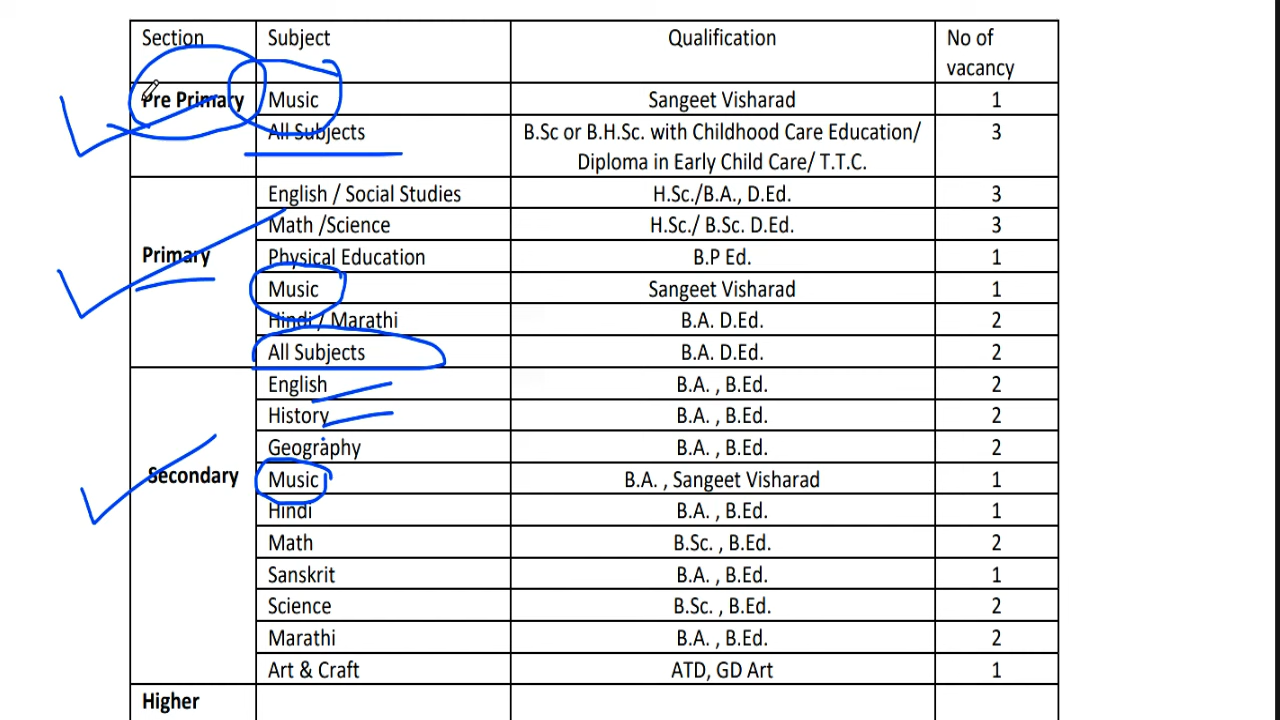 Section Subject Qualification No of
vacancy
Pre Primary Music Sangeet Visharad 1
All Subjects B.Sc or B.H.Sc. with Childhood Care Education/ 3
Diploma in Early Child Care/ T.T.C.
English / Social Studies H.Sc./B.A., D.Ed. 3
Math /Science H.Sc./ B.Sc. D.Ed. 3
Primary Physical Education B.P Ed. 1
Music Sangeet Visharad 1
Hindi / Marathi B.A. D.Ed. 2
All Subjects B.A. D.Ed. 2
English B.A. , B.Ed. 2
History B.A. , B.Ed. 2
Geography B.A. , B.Ed. 2
Secondary Music B.A. , Sangeet Visharad 1
Hindi B.A. , B.Ed. 1
Math B.Sc. , B.Ed. 2
Sanskrit B.A. , B.Ed. 1
Science B.Sc. , B.Ed. 2
Marathi B.A. , B.Ed. 2
Art & Craft ATD, GD Art 1
Higher